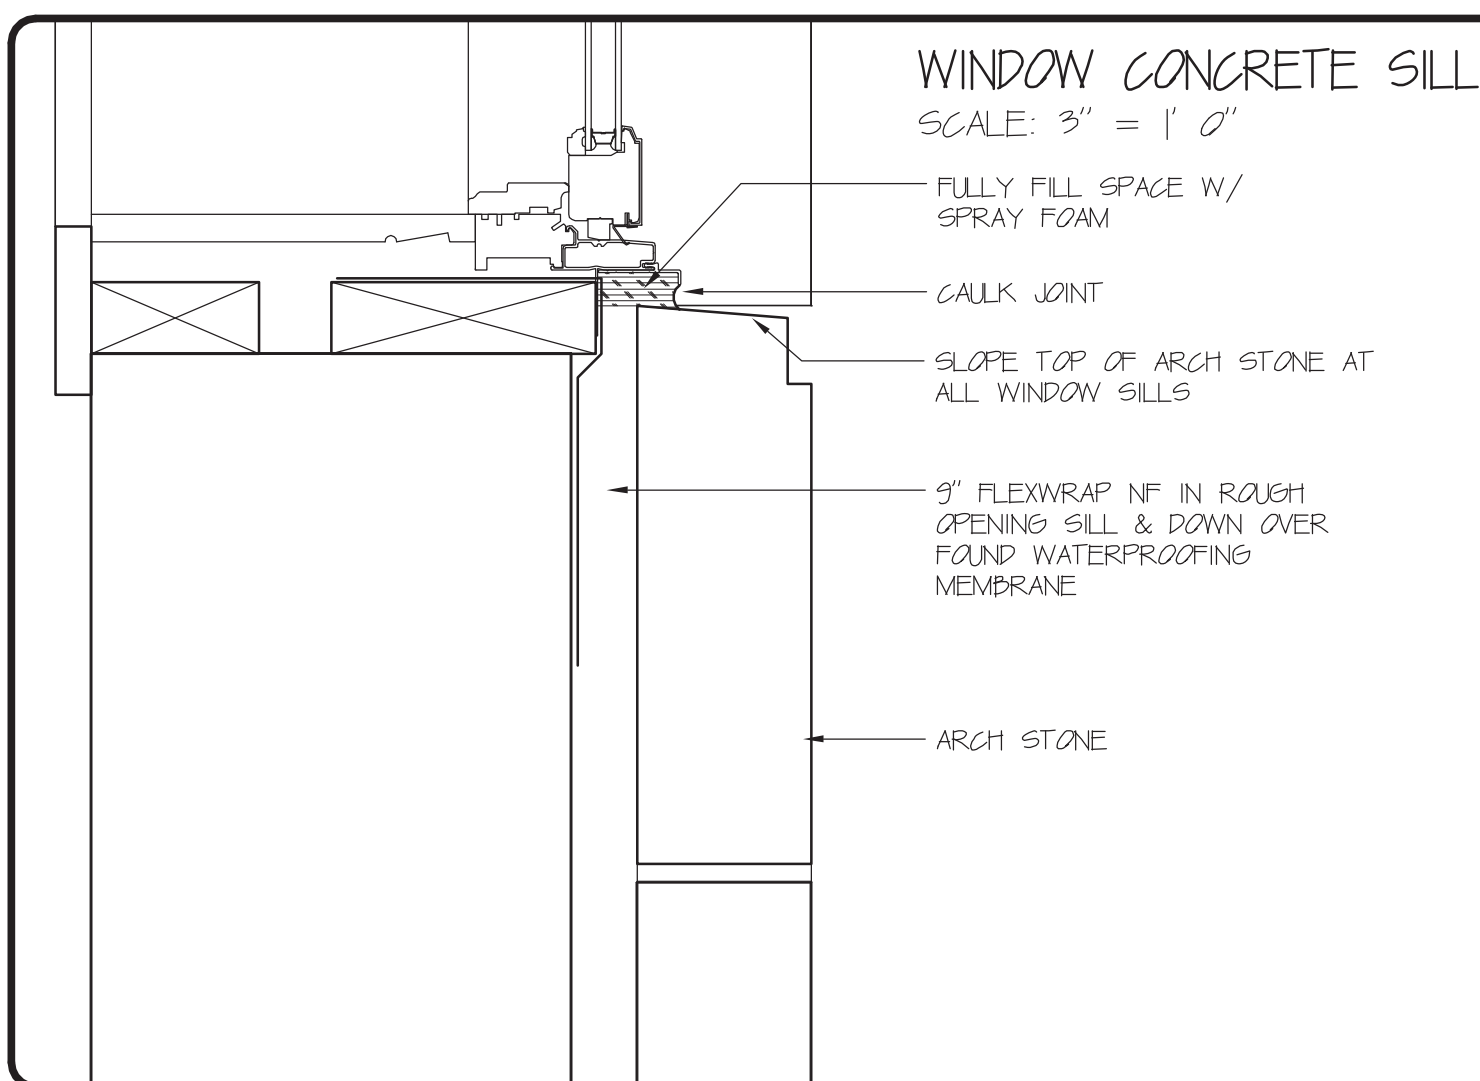 WINDOW CONCRETE SILL
SCALE: 3" = 1' 0"
FULLY FILL SPACE W/
SPRAY FOAM
CAULK JOINT
SLOPE TOP OF ARCH STONE AT
ALL WINDOW SILLS
9" FLEXWRAP NF IN ROUGH
OPENING SILL & DOWN OVER
FOUND WATERPROOFING
MEMBRANE
ARCH STONE